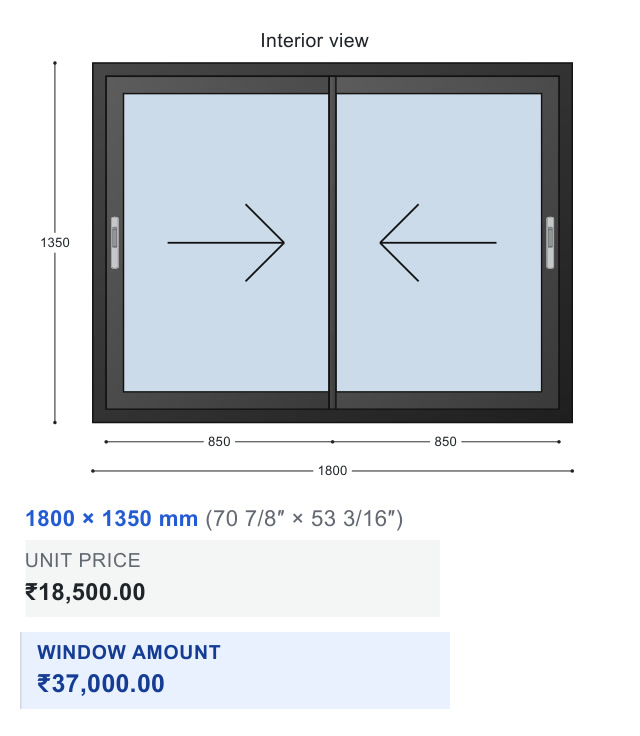 Interior view
1350
850 850
1800
1800 × 1350 mm (70 7/8″ × 53 3/16″)
UNIT PRICE
₹18,500.00
WINDOW AMOUNT
₹37,000.00